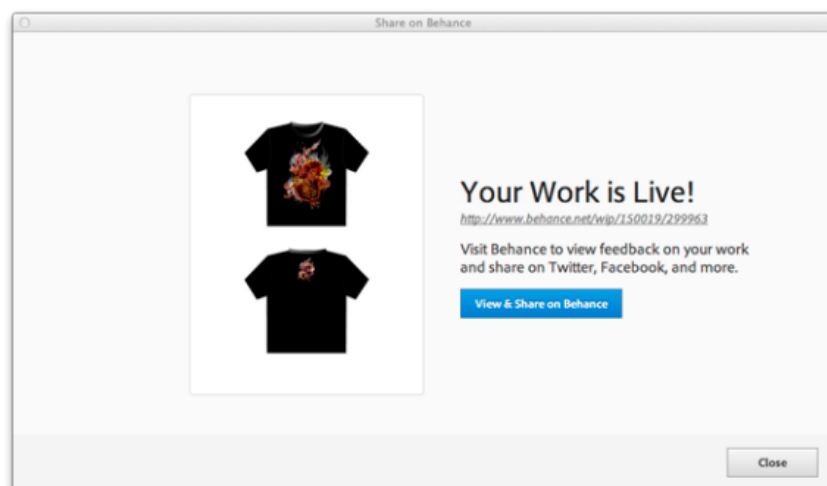 Share on Behance
Your Work is Live!
http://www.behance.net/wip/150019/299963
Visit Behance to view feedback on your work
and share on Twitter, Facebook, and more.
View & Share on Behance
Close